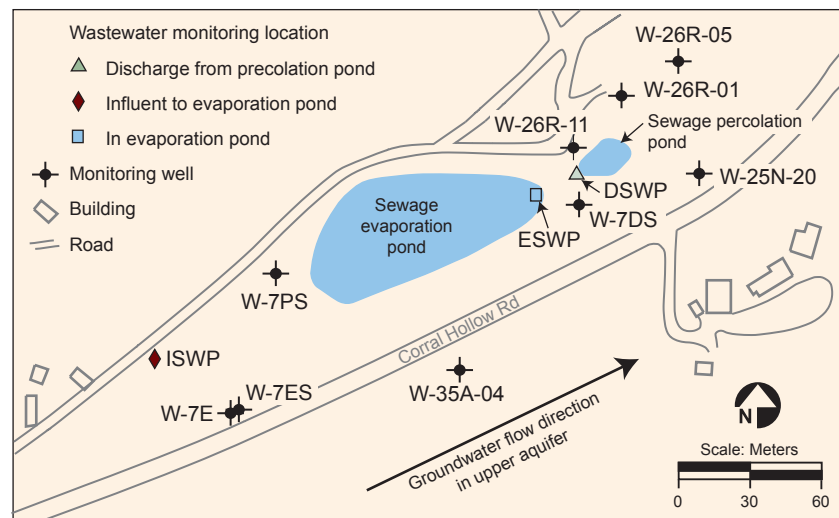 Wastewater monitoring location
Discharge from precolation pond
Influent to evaporation pond
In evaporation pond
Monitoring well
Building
Road
W-26R-05
W-26R-01
W-26R-11
Sewage percolation
pond
W-25N-20
DSWP
W-7DS
ESWP
Sewage
evaporation
pond
W-7PS
Corral Hollow Rd
ISWP
W-7ES
W-7E
W-35A-04
Groundwater flow direction
in upper aquifer
N
Scale: Meters
0 30 60